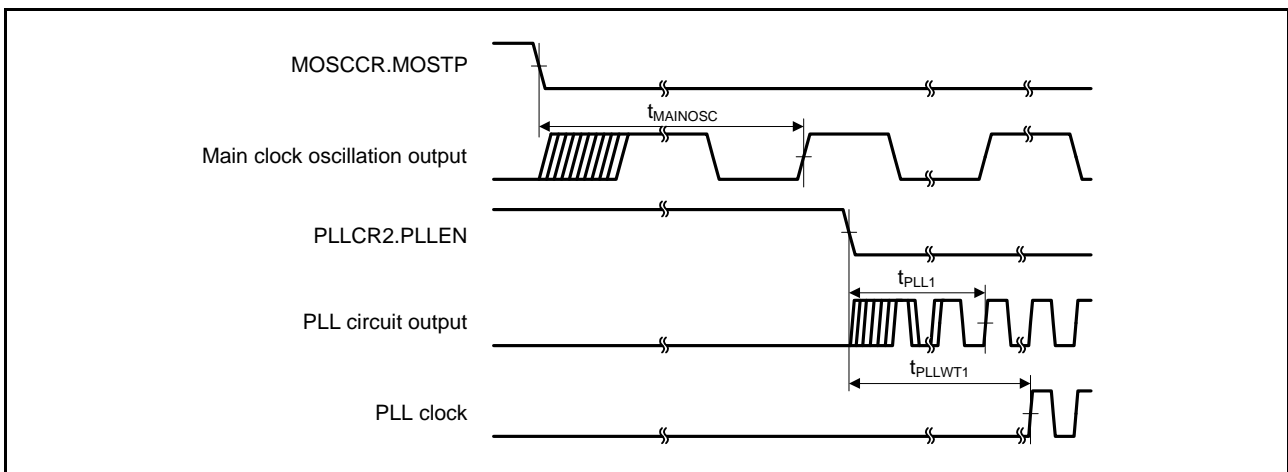 MOSCCR.MOSTP
tMAINOSC
Main clock oscillation output
PLLCR2.PLLEN
tPLL1
PLL circuit output
tPLLWT1
PLL clock